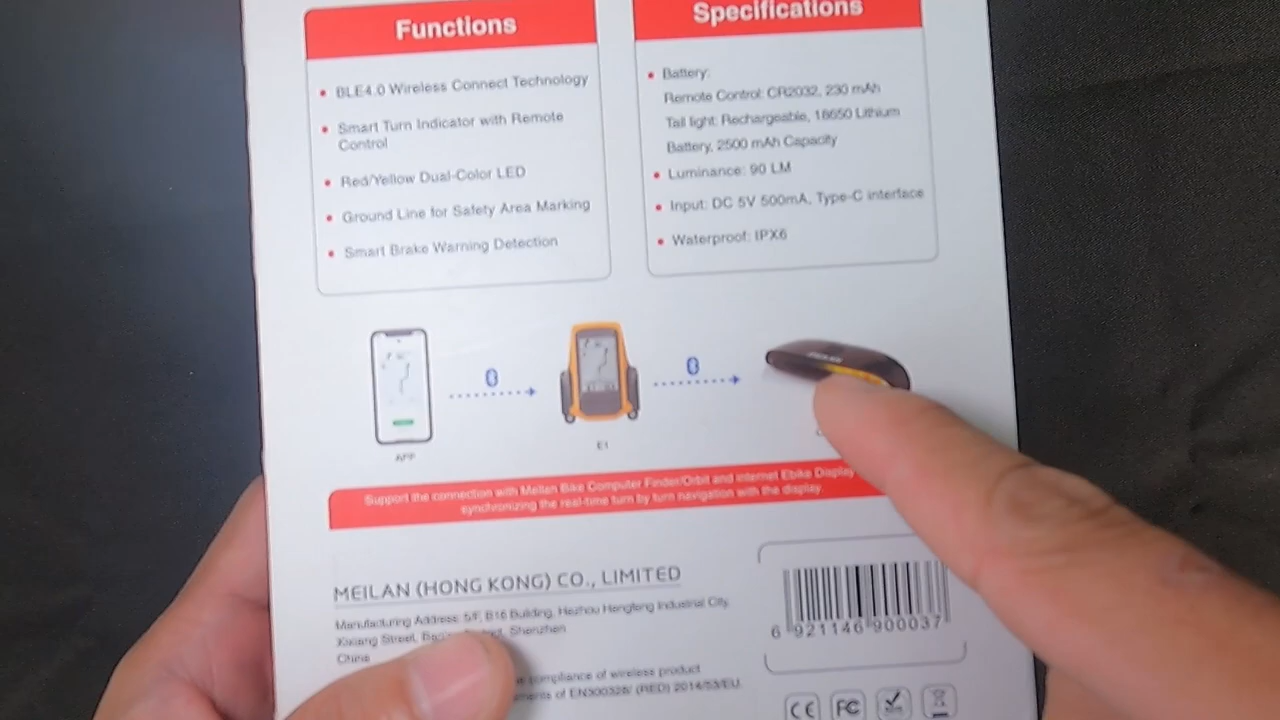 Functions
BLE4.0 Wireless Connect Technology
Smart Turn Indicator with Remote
Control
Red/Yellow Dual-Color LED
Ground Line for Safety Area Marking
Smart Brake Warning Detection
Specifications
Battery:
Remote Control: CR2032, 230 mAh
Tail light: Rechargeable, 18650 Lithium
Battery, 2500 mAh Capacity
Luminance: 90 LM
Input: DC 5V 500mA, Type-C interface
Waterproof: IPX6
APP
E1
Support the connection with Meilan Bike Computer Finder/Orbit and internet Ebike Display
synchronizing the real-time turn by turn navigation with the display.
MEILAN (HONG KONG) CO., LIMITED
Manufacturing Address: 5/F, B16 Building, Hezhou Hengfeng Industrial City,
Xixiang Street, Shenzhen
China
compliance of wireless product
of EN300328/ (RED) 2014/53/EU.
6 921146 900037
CE FC